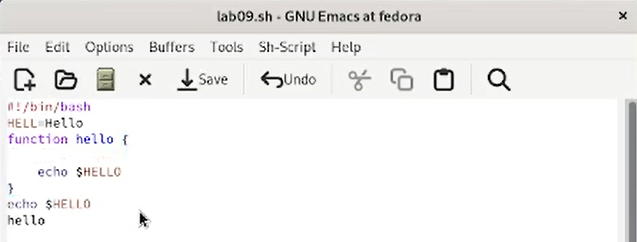 lab09.sh - GNU Emacs at fedora
File Edit Options Buffers Tools Sh-Script Help
Save Undo
#!/bin/bash
HELL=Hello
function hello {
echo $HELLO
}
echo $HELLO
hello